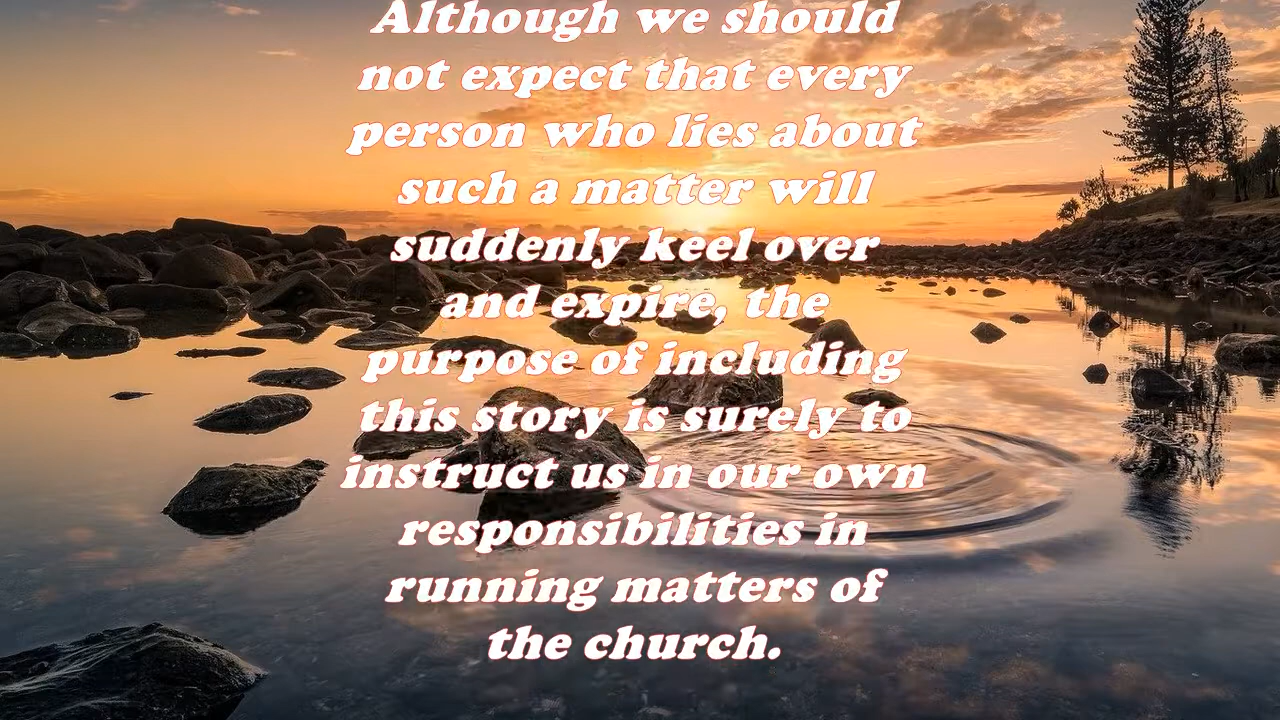 Although we should
not expect that every
person who lies about
such a matter will
suddenly keel over
and expire, the
purpose of including
this story is surely to
instruct us in our own
responsibilities in
running matters of
the church.